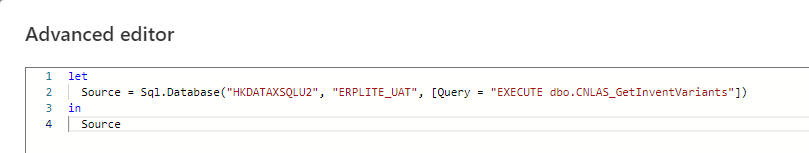 Advanced editor
1 let
2 Source = Sql.Database("HKDATAXSQLU2", "ERPLITE_UAT", [Query = "EXECUTE dbo.CNLAS_GetInventVariants"])
3 in
4 Source